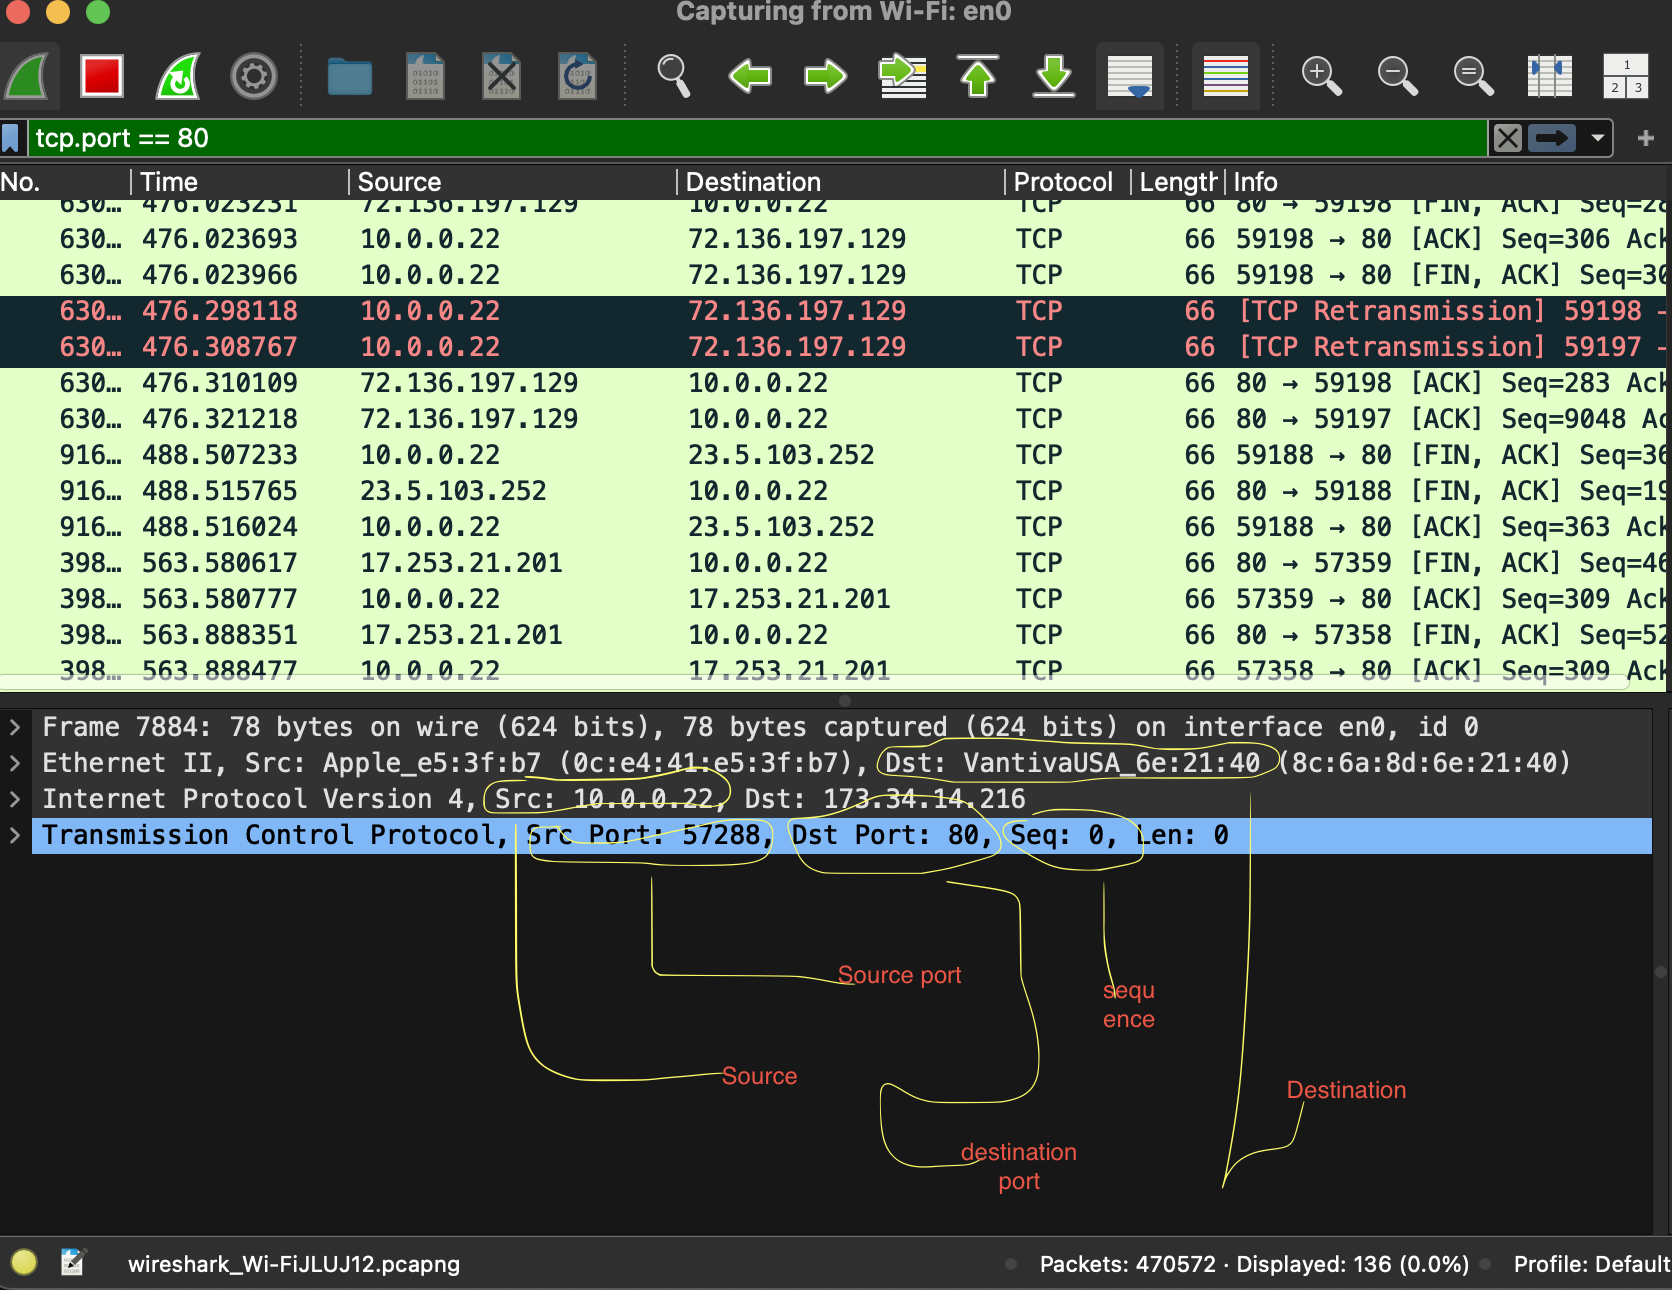 Capturing from Wi-Fi: en0
tcp.port == 80
No. Time Source Destination Protocol Length Info
630… 476.023231 72.136.197.129 10.0.0.22 TCP 66 80 → 59198 [FIN, ACK] Seq=28
630… 476.023693 10.0.0.22 72.136.197.129 TCP 66 59198 → 80 [ACK] Seq=306 Ack
630… 476.023966 10.0.0.22 72.136.197.129 TCP 66 59198 → 80 [FIN, ACK] Seq=30
630… 476.298118 10.0.0.22 72.136.197.129 TCP 66 [TCP Retransmission] 59198
630… 476.308767 10.0.0.22 72.136.197.129 TCP 66 [TCP Retransmission] 59197
630… 476.310109 72.136.197.129 10.0.0.22 TCP 66 80 → 59198 [ACK] Seq=283 Ack
630… 476.321218 72.136.197.129 10.0.0.22 TCP 66 80 → 59197 [ACK] Seq=9048 Ac
916… 488.507233 10.0.0.22 23.5.103.252 TCP 66 59188 → 80 [FIN, ACK] Seq=36
916… 488.515765 23.5.103.252 10.0.0.22 TCP 66 80 → 59188 [FIN, ACK] Seq=19
916… 488.516024 10.0.0.22 23.5.103.252 TCP 66 59188 → 80 [ACK] Seq=363 Ack
398… 563.580617 17.253.21.201 10.0.0.22 TCP 66 80 → 57359 [FIN, ACK] Seq=46
398… 563.580777 10.0.0.22 17.253.21.201 TCP 66 57359 → 80 [ACK] Seq=309 Ack
398… 563.888351 17.253.21.201 10.0.0.22 TCP 66 80 → 57358 [FIN, ACK] Seq=52
398… 563.888477 10.0.0.22 17.253.21.201 TCP 66 57358 → 80 [ACK] Seq=309 Ack
Frame 7884: 78 bytes on wire (624 bits), 78 bytes captured (624 bits) on interface en0, id 0
Ethernet II, Src: Apple_e5:3f:b7 (0c:e4:41:e5:3f:b7), Dst: VantivaUSA_6e:21:40 (8c:6a:8d:6e:21:40)
Internet Protocol Version 4, Src: 10.0.0.22, Dst: 173.34.14.216
Transmission Control Protocol, Src Port: 57288, Dst Port: 80, Seq: 0, Len: 0
Source port
sequ
ence
Source
Destination
destination
port
wireshark_Wi-FiJLUJ12.pcapng Packets: 470572 · Displayed: 136 (0.0%) Profile: Default